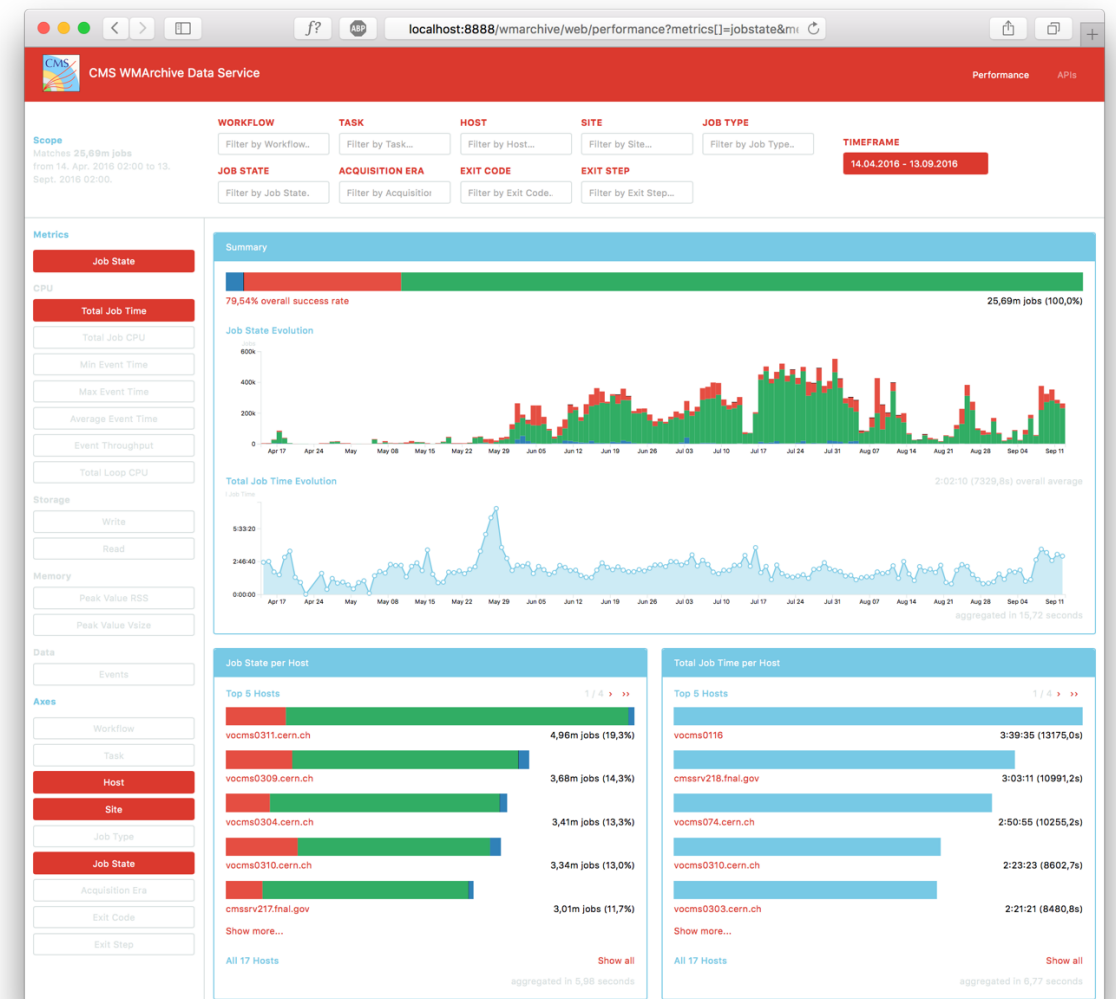 localhost:8888/wmarchive/web/performance?metrics[]=jobstate&m
f?
ABP
CMS
CMS WMArchive Data Service
Performance
APIs
Scope
Matches 25,69m jobs
from 14. Apr. 2016 02:00 to 13.
Sept. 2016 02:00.
WORKFLOW
TASK
HOST
SITE
JOB TYPE
Filter by Workflow..
Filter by Task...
Filter by Host...
Filter by Site...
Filter by Job Type..
TIMEFRAME
14.04.2016 - 13.09.2016
JOB STATE
ACQUISITION ERA
EXIT CODE
EXIT STEP
Filter by Job State.
Filter by Acquisition
Filter by Exit Code..
Filter by Exit Step...
Metrics
Job State
CPU
Total Job Time
Total Job CPU
Min Event Time
Max Event Time
Average Event Time
Event Throughput
Total Loop CPU
Storage
Write
Read
Memory
Peak Value RSS
Peak Value Vsize
Data
Events
Axes
Workflow
Task
Host
Site
Job Type
Job State
Acquisition Era
Exit Code
Exit Step
Summary
79,54% overall success rate
25,69m jobs (100,0%)
Job State Evolution
Jobs
600k
400k
200k
0
Apr 17 Apr 24 May May 08 May 15 May 22 May 29 Jun 05 Jun 12 Jun 19 Jun 26 Jul 03 Jul 10 Jul 17 Jul 24 Jul 31 Aug 07 Aug 14 Aug 21 Aug 28 Sep 04 Sep 11
Total Job Time Evolution
2:02:10 (7329,8s) overall average
Job Time
5:33:20
2:46:40
0:00:00
Apr 17 Apr 24 May May 08 May 15 May 22 May 29 Jun 05 Jun 12 Jun 19 Jun 26 Jul 03 Jul 10 Jul 17 Jul 24 Jul 31 Aug 07 Aug 14 Aug 21 Aug 28 Sep 04 Sep 11
aggregated in 15,72 seconds
Job State per Host
Top 5 Hosts
1 / 4 › ››
vocms0311.cern.ch
4,96m jobs (19,3%)
vocms0309.cern.ch
3,68m jobs (14,3%)
vocms0304.cern.ch
3,41m jobs (13,3%)
vocms0310.cern.ch
3,34m jobs (13,0%)
cmssrv217.fnal.gov
3,01m jobs (11,7%)
Show more...
All 17 Hosts
Show all
aggregated in 5,98 seconds
Total Job Time per Host
Top 5 Hosts
1 / 4 › ››
vocms0116
3:39:35 (13175,0s)
cmssrv218.fnal.gov
3:03:11 (10991,2s)
vocms074.cern.ch
2:50:55 (10255,2s)
vocms0310.cern.ch
2:23:23 (8602,7s)
vocms0303.cern.ch
2:21:21 (8480,8s)
Show more...
All 17 Hosts
Show all
aggregated in 6,77 seconds